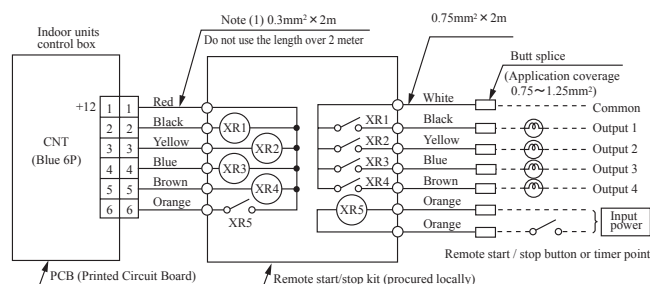 Note (1) 0.3mm² × 2m
0.75mm² × 2m
Indoor units
control box
Do not use the length over 2 meter
Butt splice
(Application coverage
0.75～1.25mm²)
+12 1 1 Red White Common
2 2 Black XR1 XR1 Black Output 1
CNT
(Blue 6P)
3 3 Yellow XR2 XR2 Yellow Output 2
4 4 Blue XR3 XR3 Blue Output 3
5 5 Brown XR4 XR4 Brown Output 4
6 6 Orange XR5 XR5 Orange
Orange
Input
power
Remote start / stop button or timer point
PCB (Printed Circuit Board)
Remote start/stop kit (procured locally)